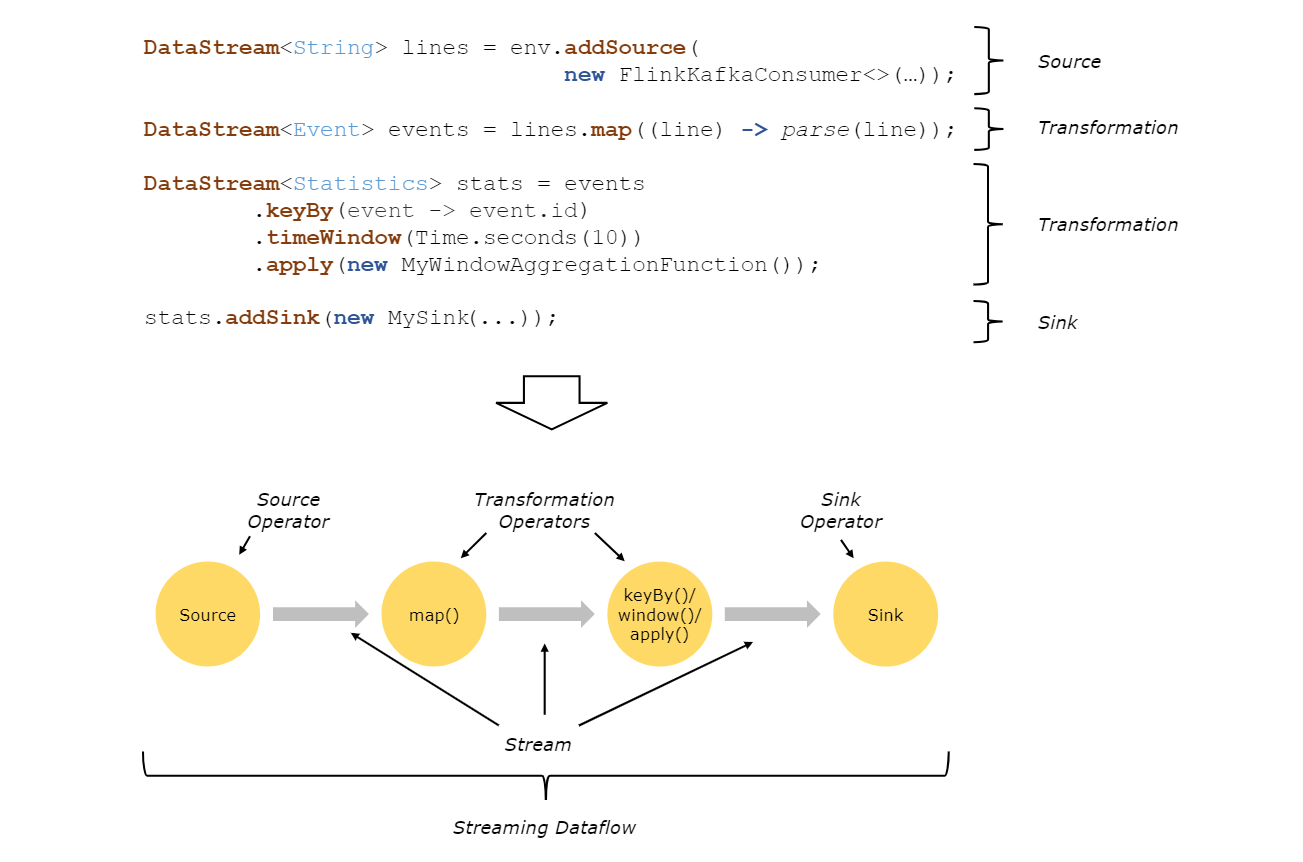 DataStream<String> lines = env.addSource(
new FlinkKafkaConsumer<>(…));
Source
DataStream<Event> events = lines.map((line) -> parse(line));
Transformation
DataStream<Statistics> stats = events
.keyBy(event -> event.id)
.timeWindow(Time.seconds(10))
.apply(new MyWindowAggregationFunction());
Transformation
stats.addSink(new MySink(...));
Sink
Source
Operator
Transformation
Operators
Sink
Operator
Source
map()
keyBy()/
window()/
apply()
Sink
Stream
Streaming Dataflow